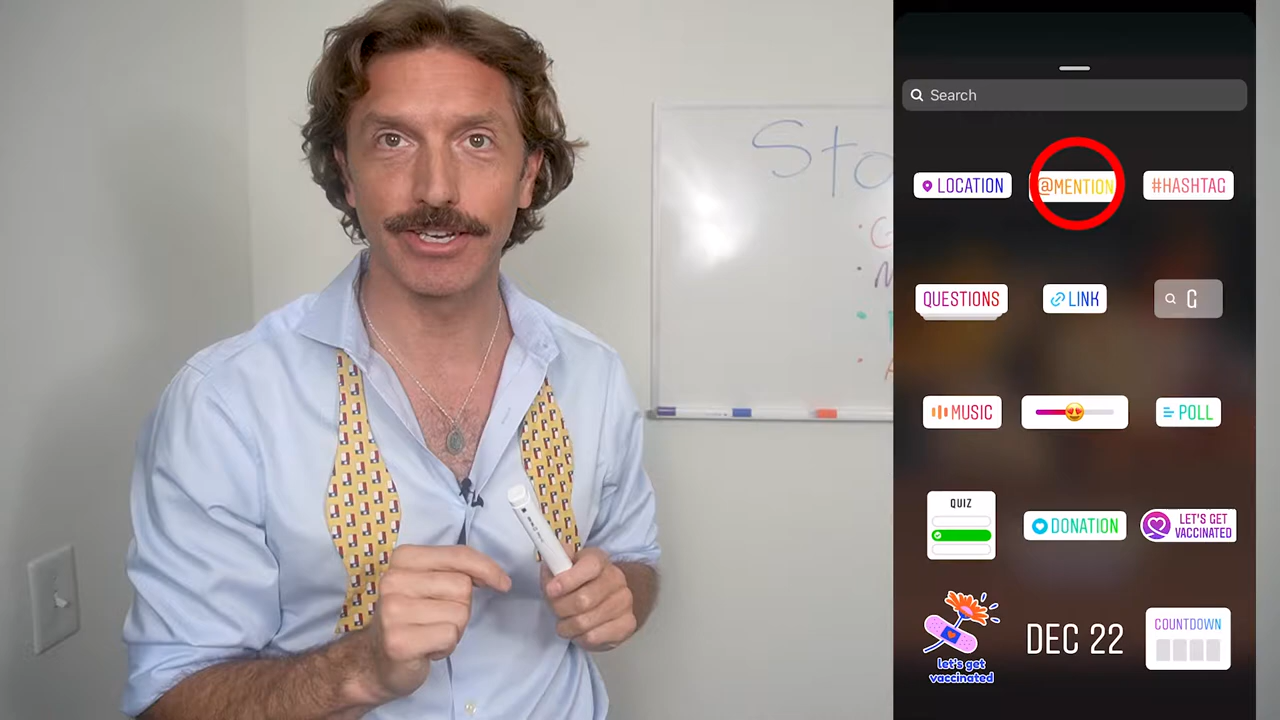 Search
LOCATION
@MENTION
#HASHTAG
QUESTIONS
LINK
G
MUSIC
POLL
QUIZ
DONATION
LET'S GET
VACCINATED
let's get
vaccinated
DEC 22
COUNTDOWN
Sto